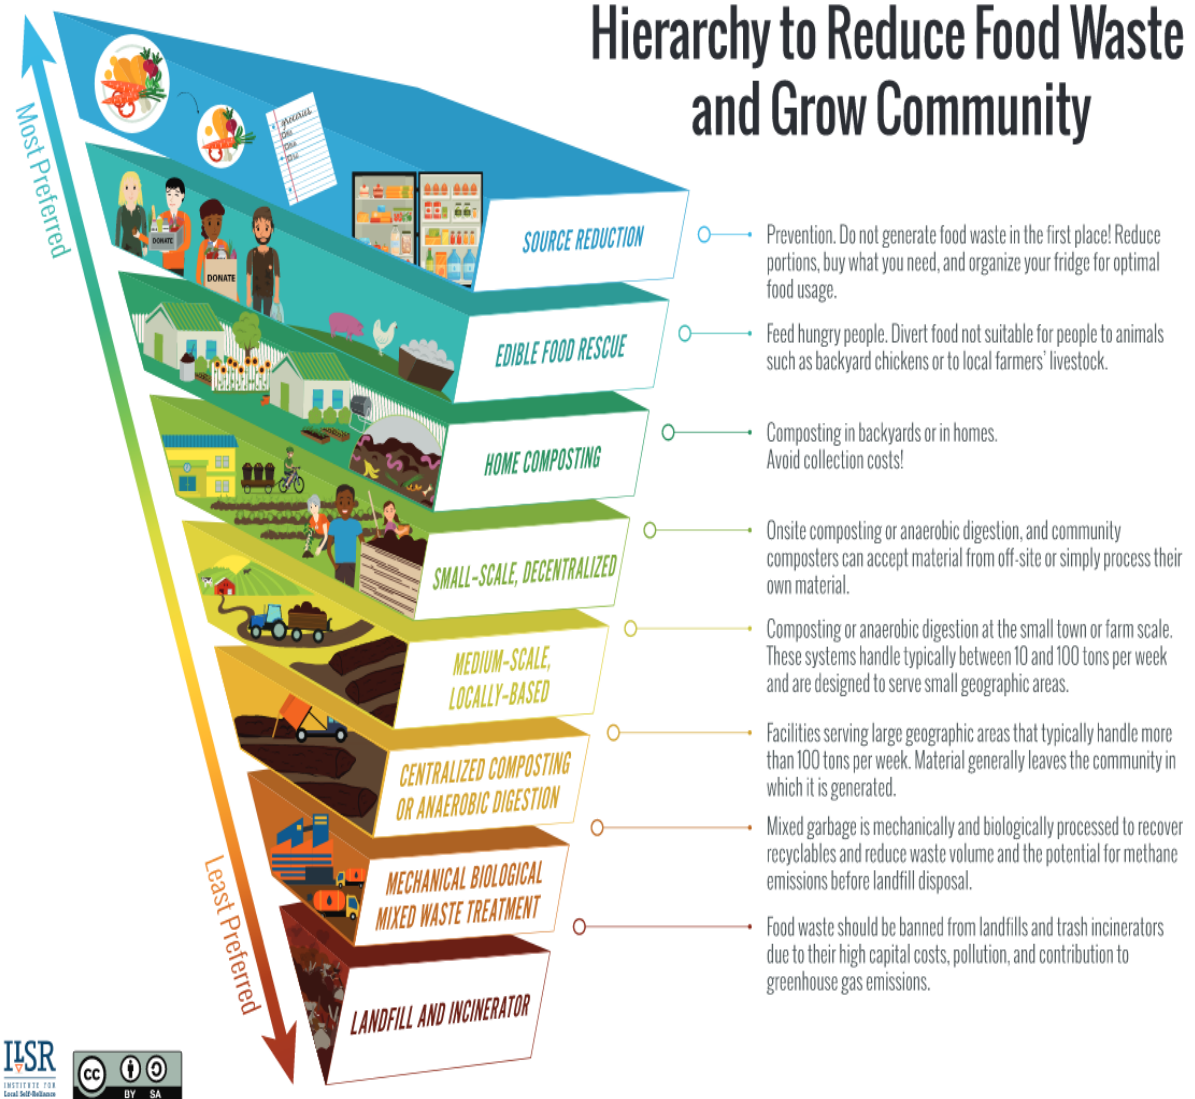 Hierarchy to Reduce Food Waste
and Grow Community
Most Preferred
groceries
DONATE
DONATE
SOURCE REDUCTION
Prevention. Do not generate food waste in the first place! Reduce
portions, buy what you need, and organize your fridge for optimal
food usage.
EDIBLE FOOD RESCUE
Feed hungry people. Divert food not suitable for people to animals
such as backyard chickens or to local farmers' livestock.
HOME COMPOSTING
Composting in backyards or in homes.
Avoid collection costs!
SMALL-SCALE, DECENTRALIZED
Onsite composting or anaerobic digestion, and community
composters can accept material from off-site or simply process their
own material.
MEDIUM-SCALE,
LOCALLY-BASED
Composting or anaerobic digestion at the small town or farm scale.
These systems handle typically between 10 and 100 tons per week
and are designed to serve small geographic areas.
CENTRALIZED COMPOSTING
OR ANAEROBIC DIGESTION
Facilities serving large geographic areas that typically handle more
than 100 tons per week. Material generally leaves the community in
which it is generated.
MECHANICAL BIOLOGICAL
MIXED WASTE TREATMENT
Mixed garbage is mechanically and biologically processed to recover
recyclables and reduce waste volume and the potential for methane
emissions before landfill disposal.
LANDFILL AND INCINERATOR
Food waste should be banned from landfills and trash incinerators
due to their high capital costs, pollution, and contribution to
greenhouse gas emissions.
Least Preferred
ILSR
INSTITUTE FOR
Local Self-Reliance
cc
BY SA